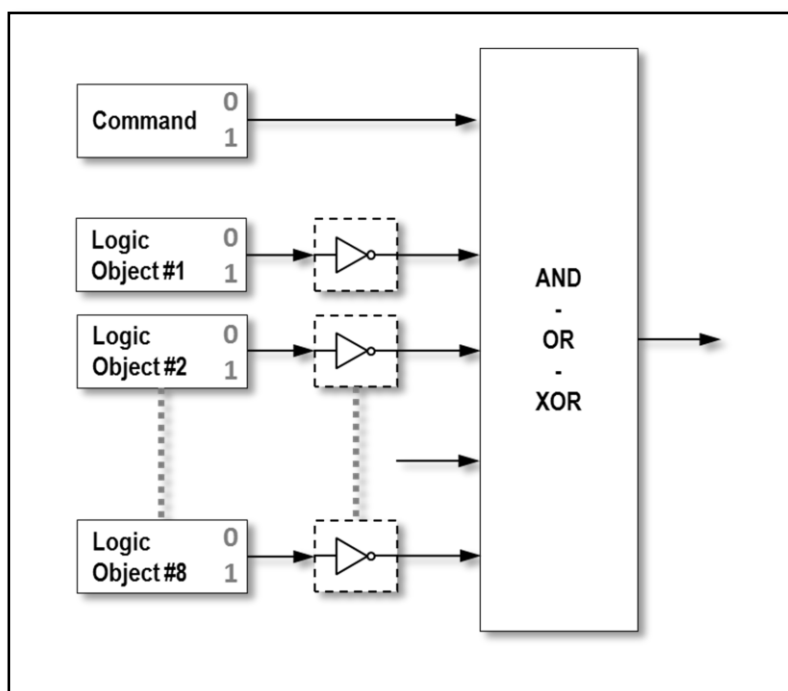 Command
0
1
Logic
Object #1
0
1
Logic
Object #2
0
1
Logic
Object #8
0
1
AND
-
OR
-
XOR